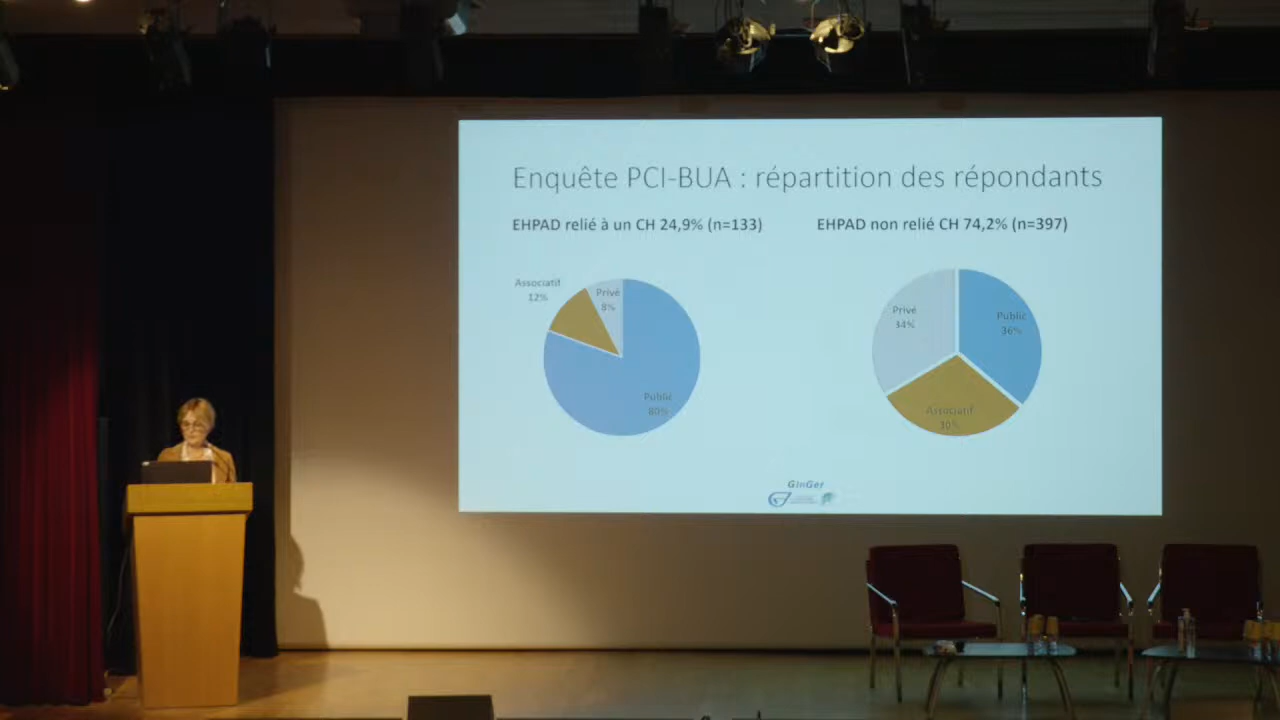 Enquête PCI-BUA : répartition des répondants
EHPAD relié à un CH 24,9% (n=133)
EHPAD non relié CH 74,2% (n=397)
Associatif
12%
Privé
8%
Public
80%
Privé
34%
Public
36%
Associatif
30%
GInGer